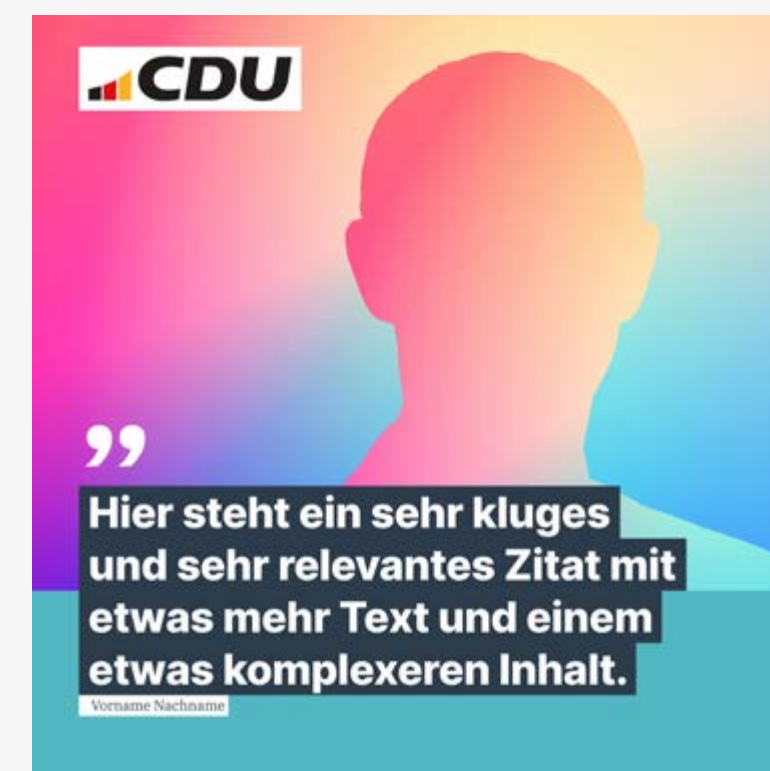 CDU
”
Hier steht ein sehr kluges
und sehr relevantes Zitat mit
etwas mehr Text und einem
etwas komplexeren Inhalt.
Vorname Nachname